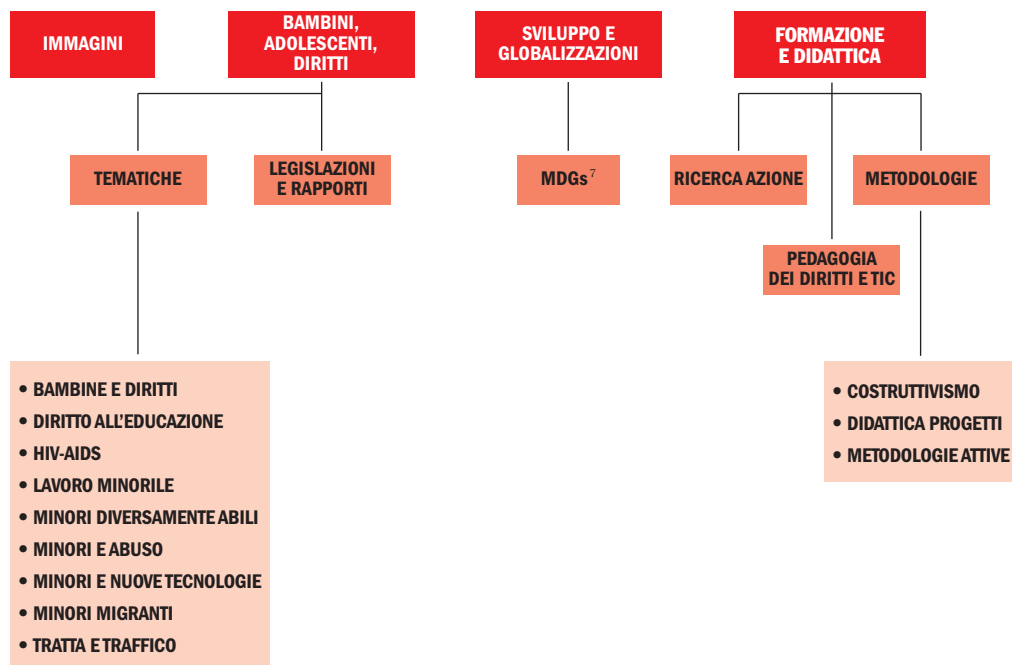 IMMAGINI
BAMBINI,
ADOLESCENTI,
DIRITTI
SVILUPPO E
GLOBALIZZAZIONI
FORMAZIONE
E DIDATTICA
TEMATICHE
LEGISLAZIONI
E RAPPORTI
MDGs⁷
RICERCA AZIONE
METODOLOGIE
PEDAGOGIA
DEI DIRITTI E TIC
• BAMBINE E DIRITTI
• DIRITTO ALL'EDUCAZIONE
• HIV-AIDS
• LAVORO MINORILE
• MINORI DIVERSAMENTE ABILI
• MINORI E ABUSO
• MINORI E NUOVE TECNOLOGIE
• MINORI MIGRANTI
• TRATTA E TRAFFICO
• COSTRUTTIVISMO
• DIDATTICA PROGETTI
• METODOLOGIE ATTIVE